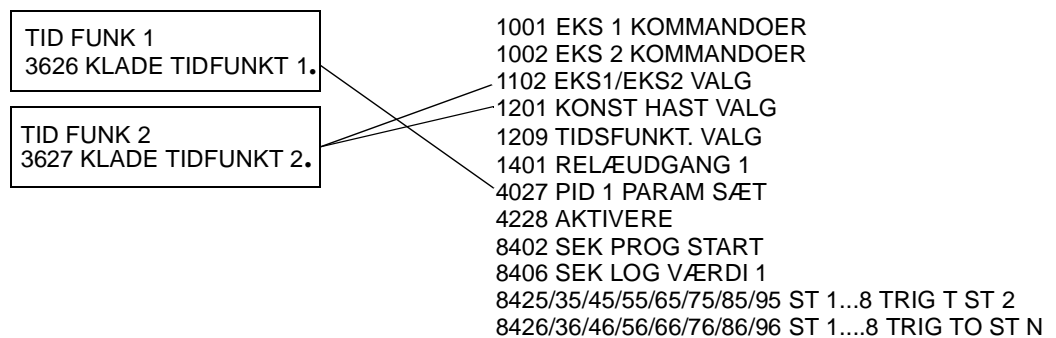 TID FUNK 1
3626 KLADE TIDFUNKT 1.
TID FUNK 2
3627 KLADE TIDFUNKT 2.
1001 EKS 1 KOMMANDOER
1002 EKS 2 KOMMANDOER
1102 EKS1/EKS2 VALG
1201 KONST HAST VALG
1209 TIDSFUNKT. VALG
1401 RELÆUDGANG 1
4027 PID 1 PARAM SÆT
4228 AKTIVERE
8402 SEK PROG START
8406 SEK LOG VÆRDI 1
8425/35/45/55/65/75/85/95 ST 1...8 TRIG T ST 2
8426/36/46/56/66/76/86/96 ST 1....8 TRIG TO ST N